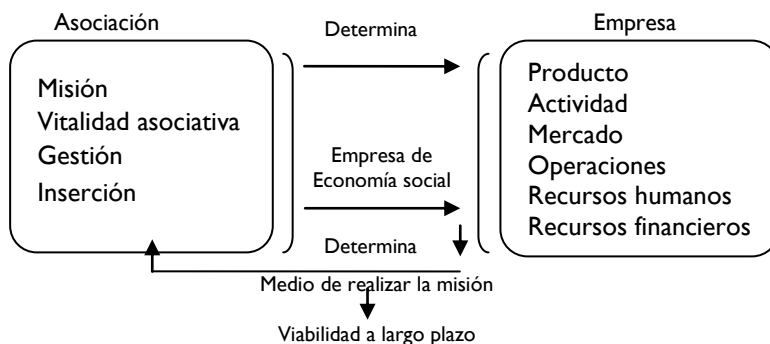 Asociación
Determina
Empresa
Misión
Vitalidad asociativa
Gestión
Inserción
Empresa de
Economía social
Producto
Actividad
Mercado
Operaciones
Recursos humanos
Recursos financieros
Determina
Medio de realizar la misión
Viabilidad a largo plazo